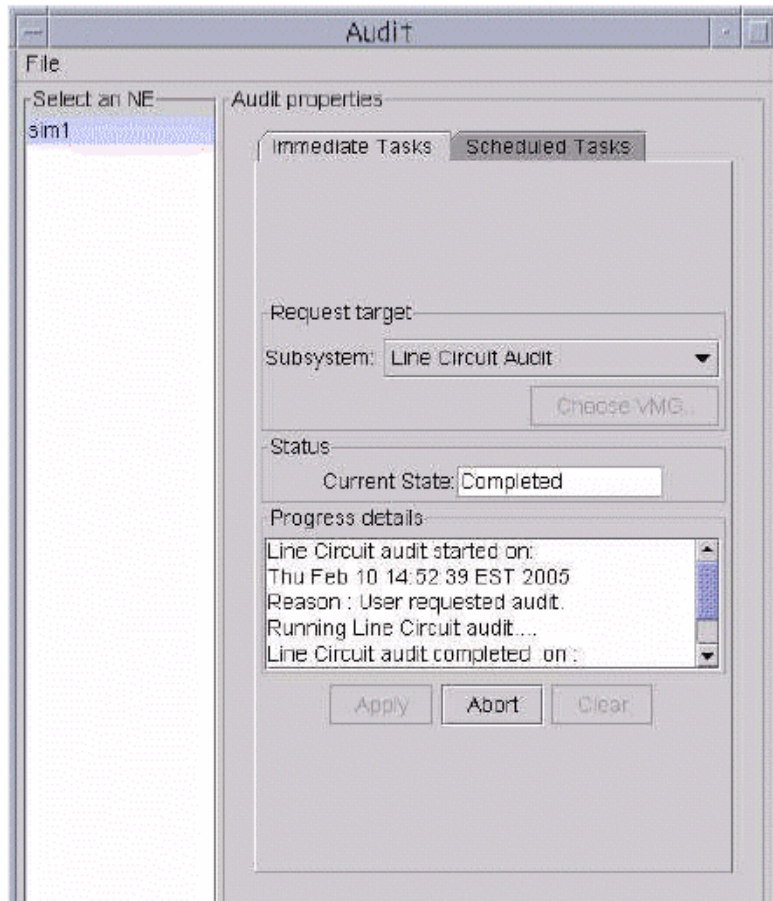 Audit
File
Select an NE
sim1
Audit properties
Immediate Tasks
Scheduled Tasks
Request target
Subsystem: Line Circuit Audit
Choose VMG..
Status
Current State: Completed
Progress details
Line Circuit audit started on:
Thu Feb 10 14:52:39 EST 2005
Reason : User requested audit.
Running Line Circuit audit....
Line Circuit audit completed on :
Apply
Abort
Clear